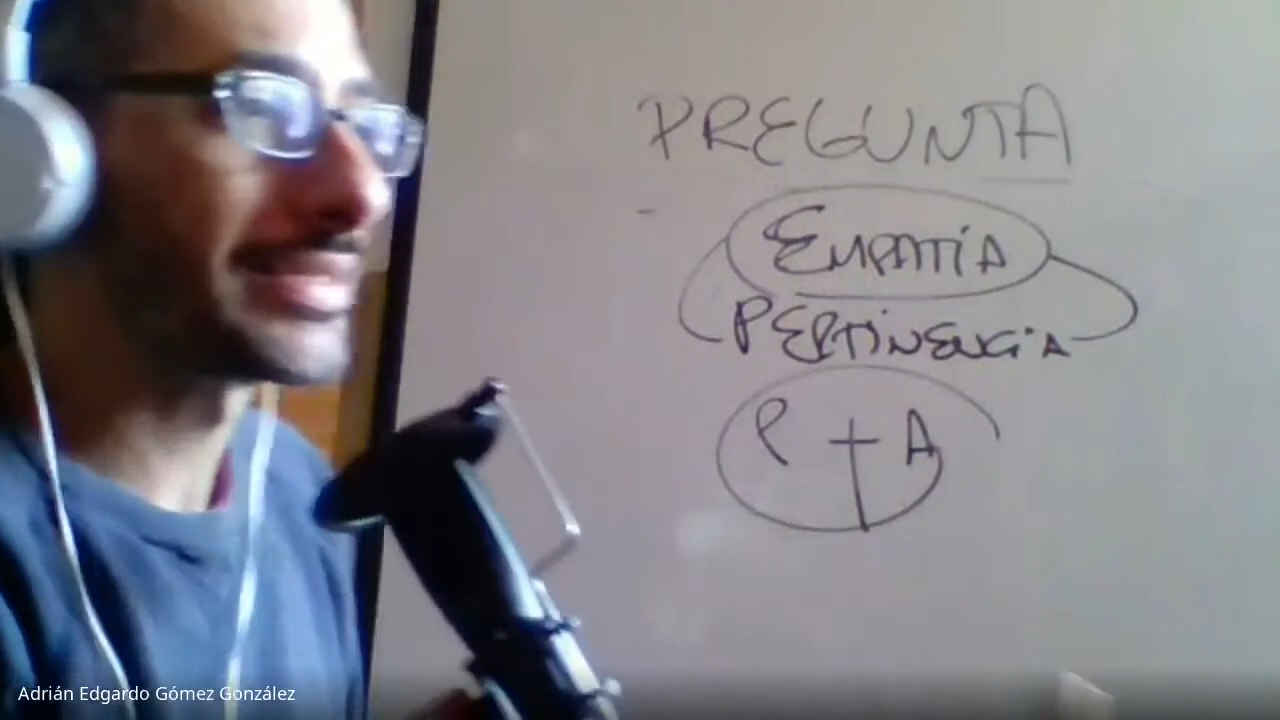 PREGUNTA
- EMPATÍA
PERTINENCIA
P T A
Adrián Edgardo Gómez González